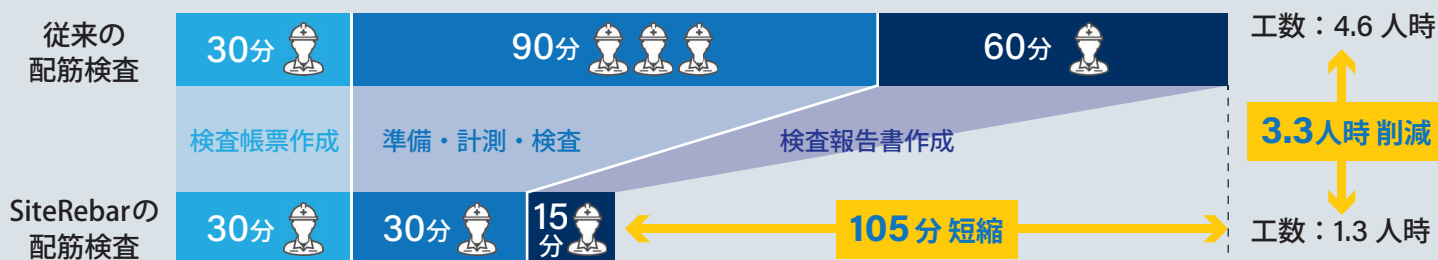 従来の
配筋検査
30分
90分
60分
工数：4.6 人時
検査帳票作成
準備・計測・検査
検査報告書作成
3.3人時 削減
SiteRebarの
配筋検査
30分
30分
15
分
105分 短縮
工数：1.3 人時